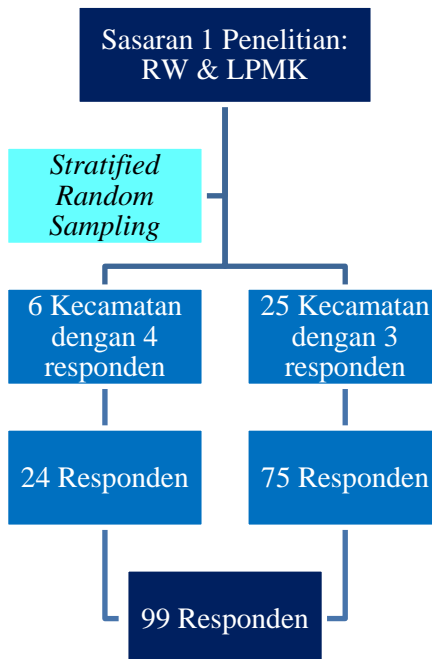 Sasaran 1 Penelitian:
RW & LPMK
Stratified
Random
Sampling
6 Kecamatan
dengan 4
responden
25 Kecamatan
dengan 3
responden
24 Responden
75 Responden
99 Responden